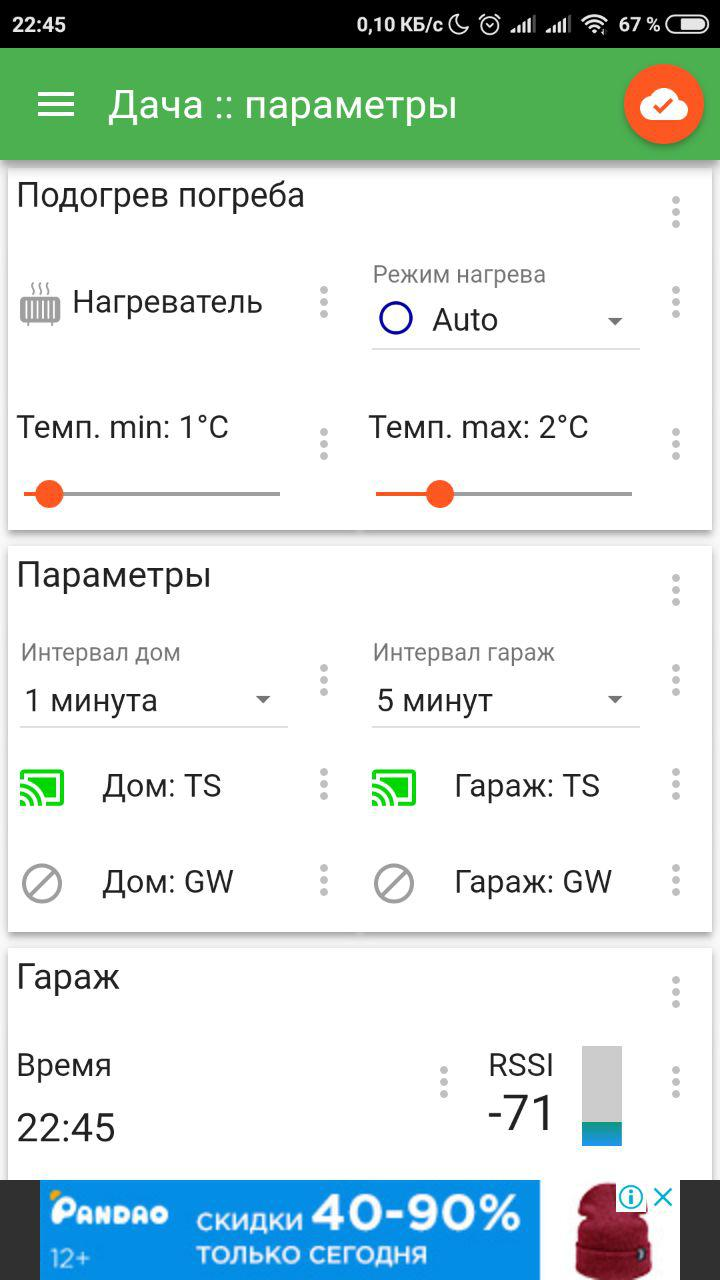 22:45 0,10 КБ/с 67 %
Дача :: параметры
Подогрев погреба
Нагреватель
Режим нагрева
Auto
Темп. min: 1°C
Темп. max: 2°C
Параметры
Интервал дом
1 минута
Интервал гараж
5 минут
Дом: TS
Гараж: TS
Дом: GW
Гараж: GW
Гараж
Время
22:45
RSSI
-71
PANDAO
12+
СКИДКИ 40-90%
ТОЛЬКО СЕГОДНЯ